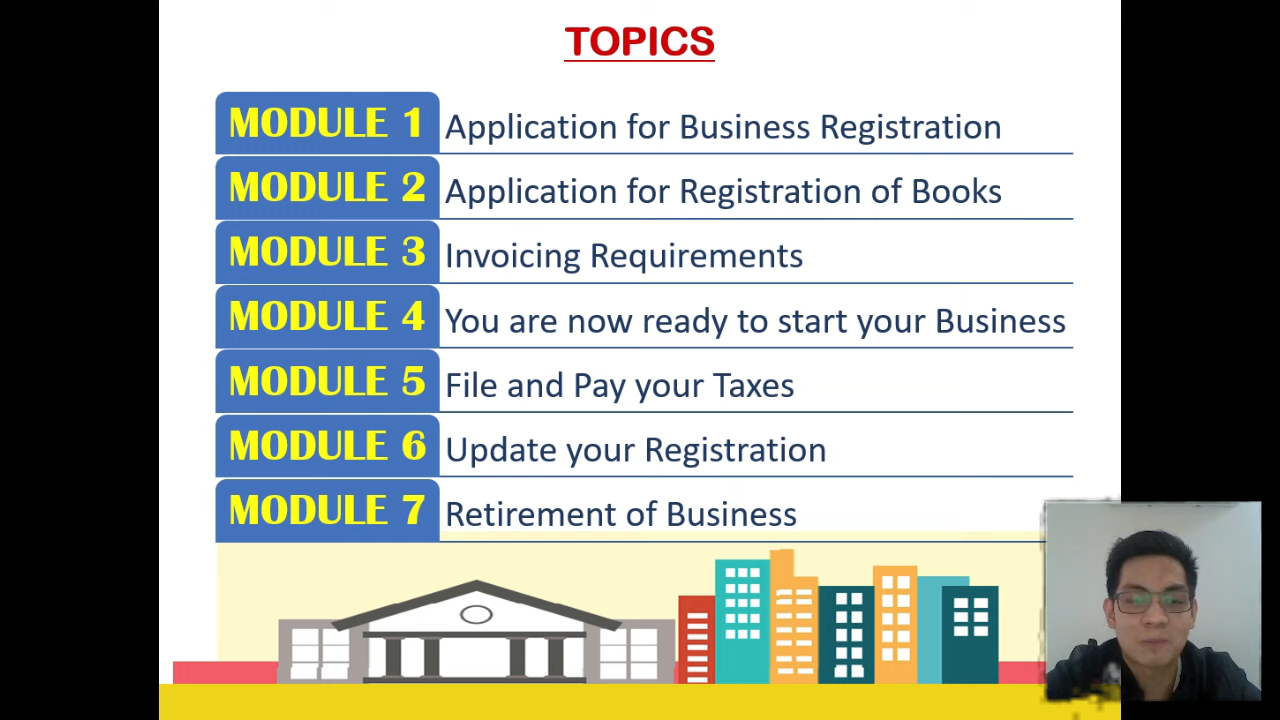 TOPICS
MODULE 1 Application for Business Registration
MODULE 2 Application for Registration of Books
MODULE 3 Invoicing Requirements
MODULE 4 You are now ready to start your Business
MODULE 5 File and Pay your Taxes
MODULE 6 Update your Registration
MODULE 7 Retirement of Business